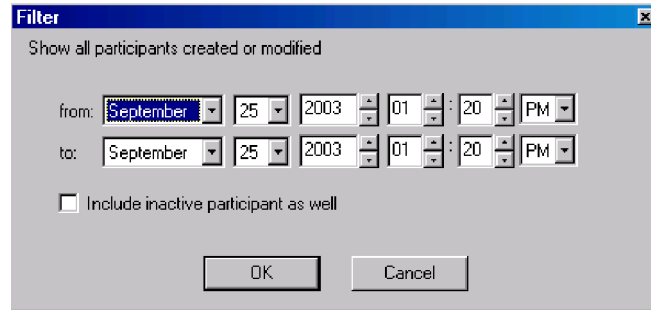 Filter
Show all participants created or modified
from: September 25 2003 01 : 20 PM
to: September 25 2003 01 : 20 PM
Include inactive participant as well
OK Cancel